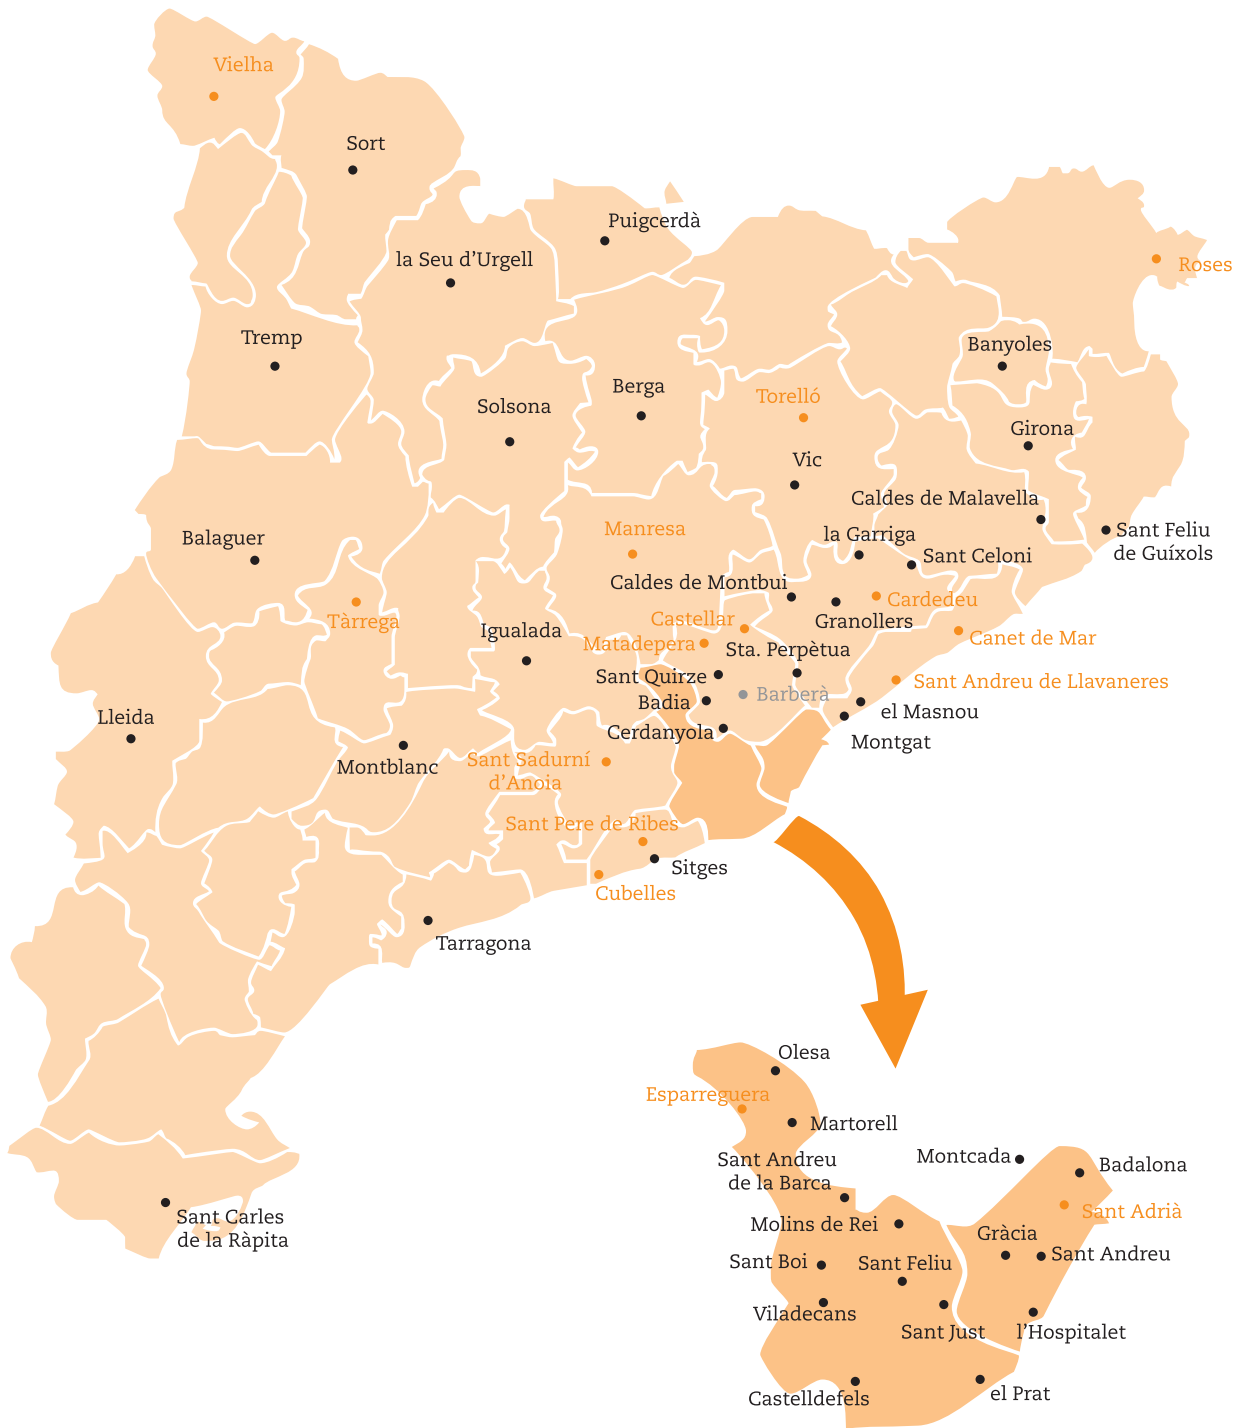 Vielha
Sort
Puigcerdà
la Seu d’Urgell
Roses
Tremp
Banyoles
Berga
Torelló
Solsona
Girona
Vic
Caldes de Malavella
Manresa
Sant Feliu
de Guíxols
la Garriga
Balaguer
Sant Celoni
Caldes de Montbui
Cardedeu
Castellar
Tàrrega
Granollers
Igualada
Canet de Mar
Matadepera
Sta. Perpètua
Sant Quirze
Sant Andreu de Llavaneres
Barberà
Badia
el Masnou
Lleida
Cerdanyola
Montgat
Sant Sadurní
d’Anoia
Montblanc
Sant Pere de Ribes
Sitges
Cubelles
Tarragona
Olesa
Esparreguera
Martorell
Montcada
Sant Andreu
de la Barca
Badalona
Sant Adrià
Sant Carles
de la Ràpita
Molins de Rei
Gràcia
Sant Andreu
Sant Boi
Sant Feliu
Viladecans
Sant Just
l’Hospitalet
Castelldefels
el Prat